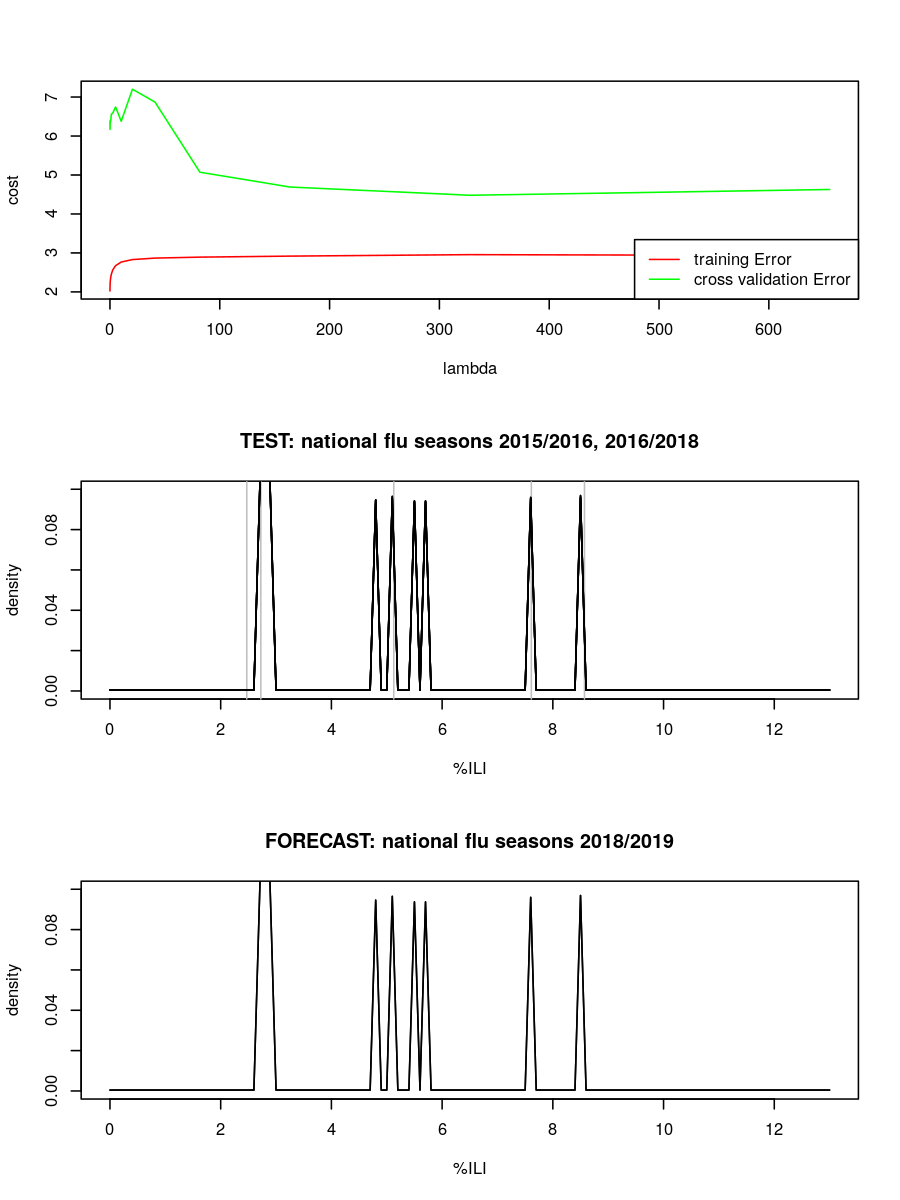 7
6
5
4
3
2
cost
training Error
cross validation Error
0 100 200 300 400 500 600
lambda
TEST: national flu seasons 2015/2016, 2016/2018
0.08
0.04
0.00
density
0 2 4 6 8 10 12
%ILI
FORECAST: national flu seasons 2018/2019
0.08
0.04
0.00
density
0 2 4 6 8 10 12
%ILI